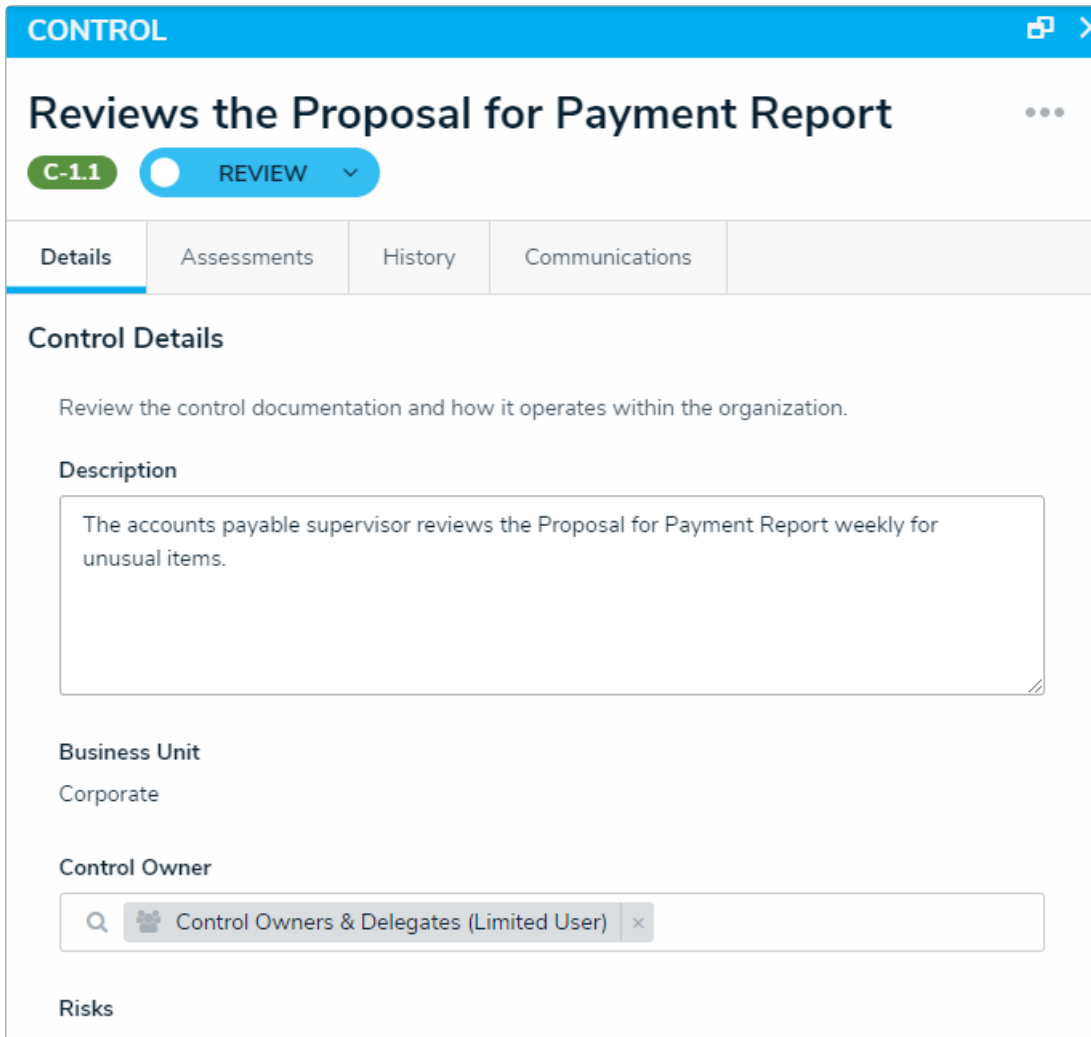 CONTROL
Reviews the Proposal for Payment Report
C-1.1 REVIEW
Details Assessments History Communications
Control Details
Review the control documentation and how it operates within the organization.
Description
The accounts payable supervisor reviews the Proposal for Payment Report weekly for
unusual items.
Business Unit
Corporate
Control Owner
Control Owners & Delegates (Limited User) ×
Risks